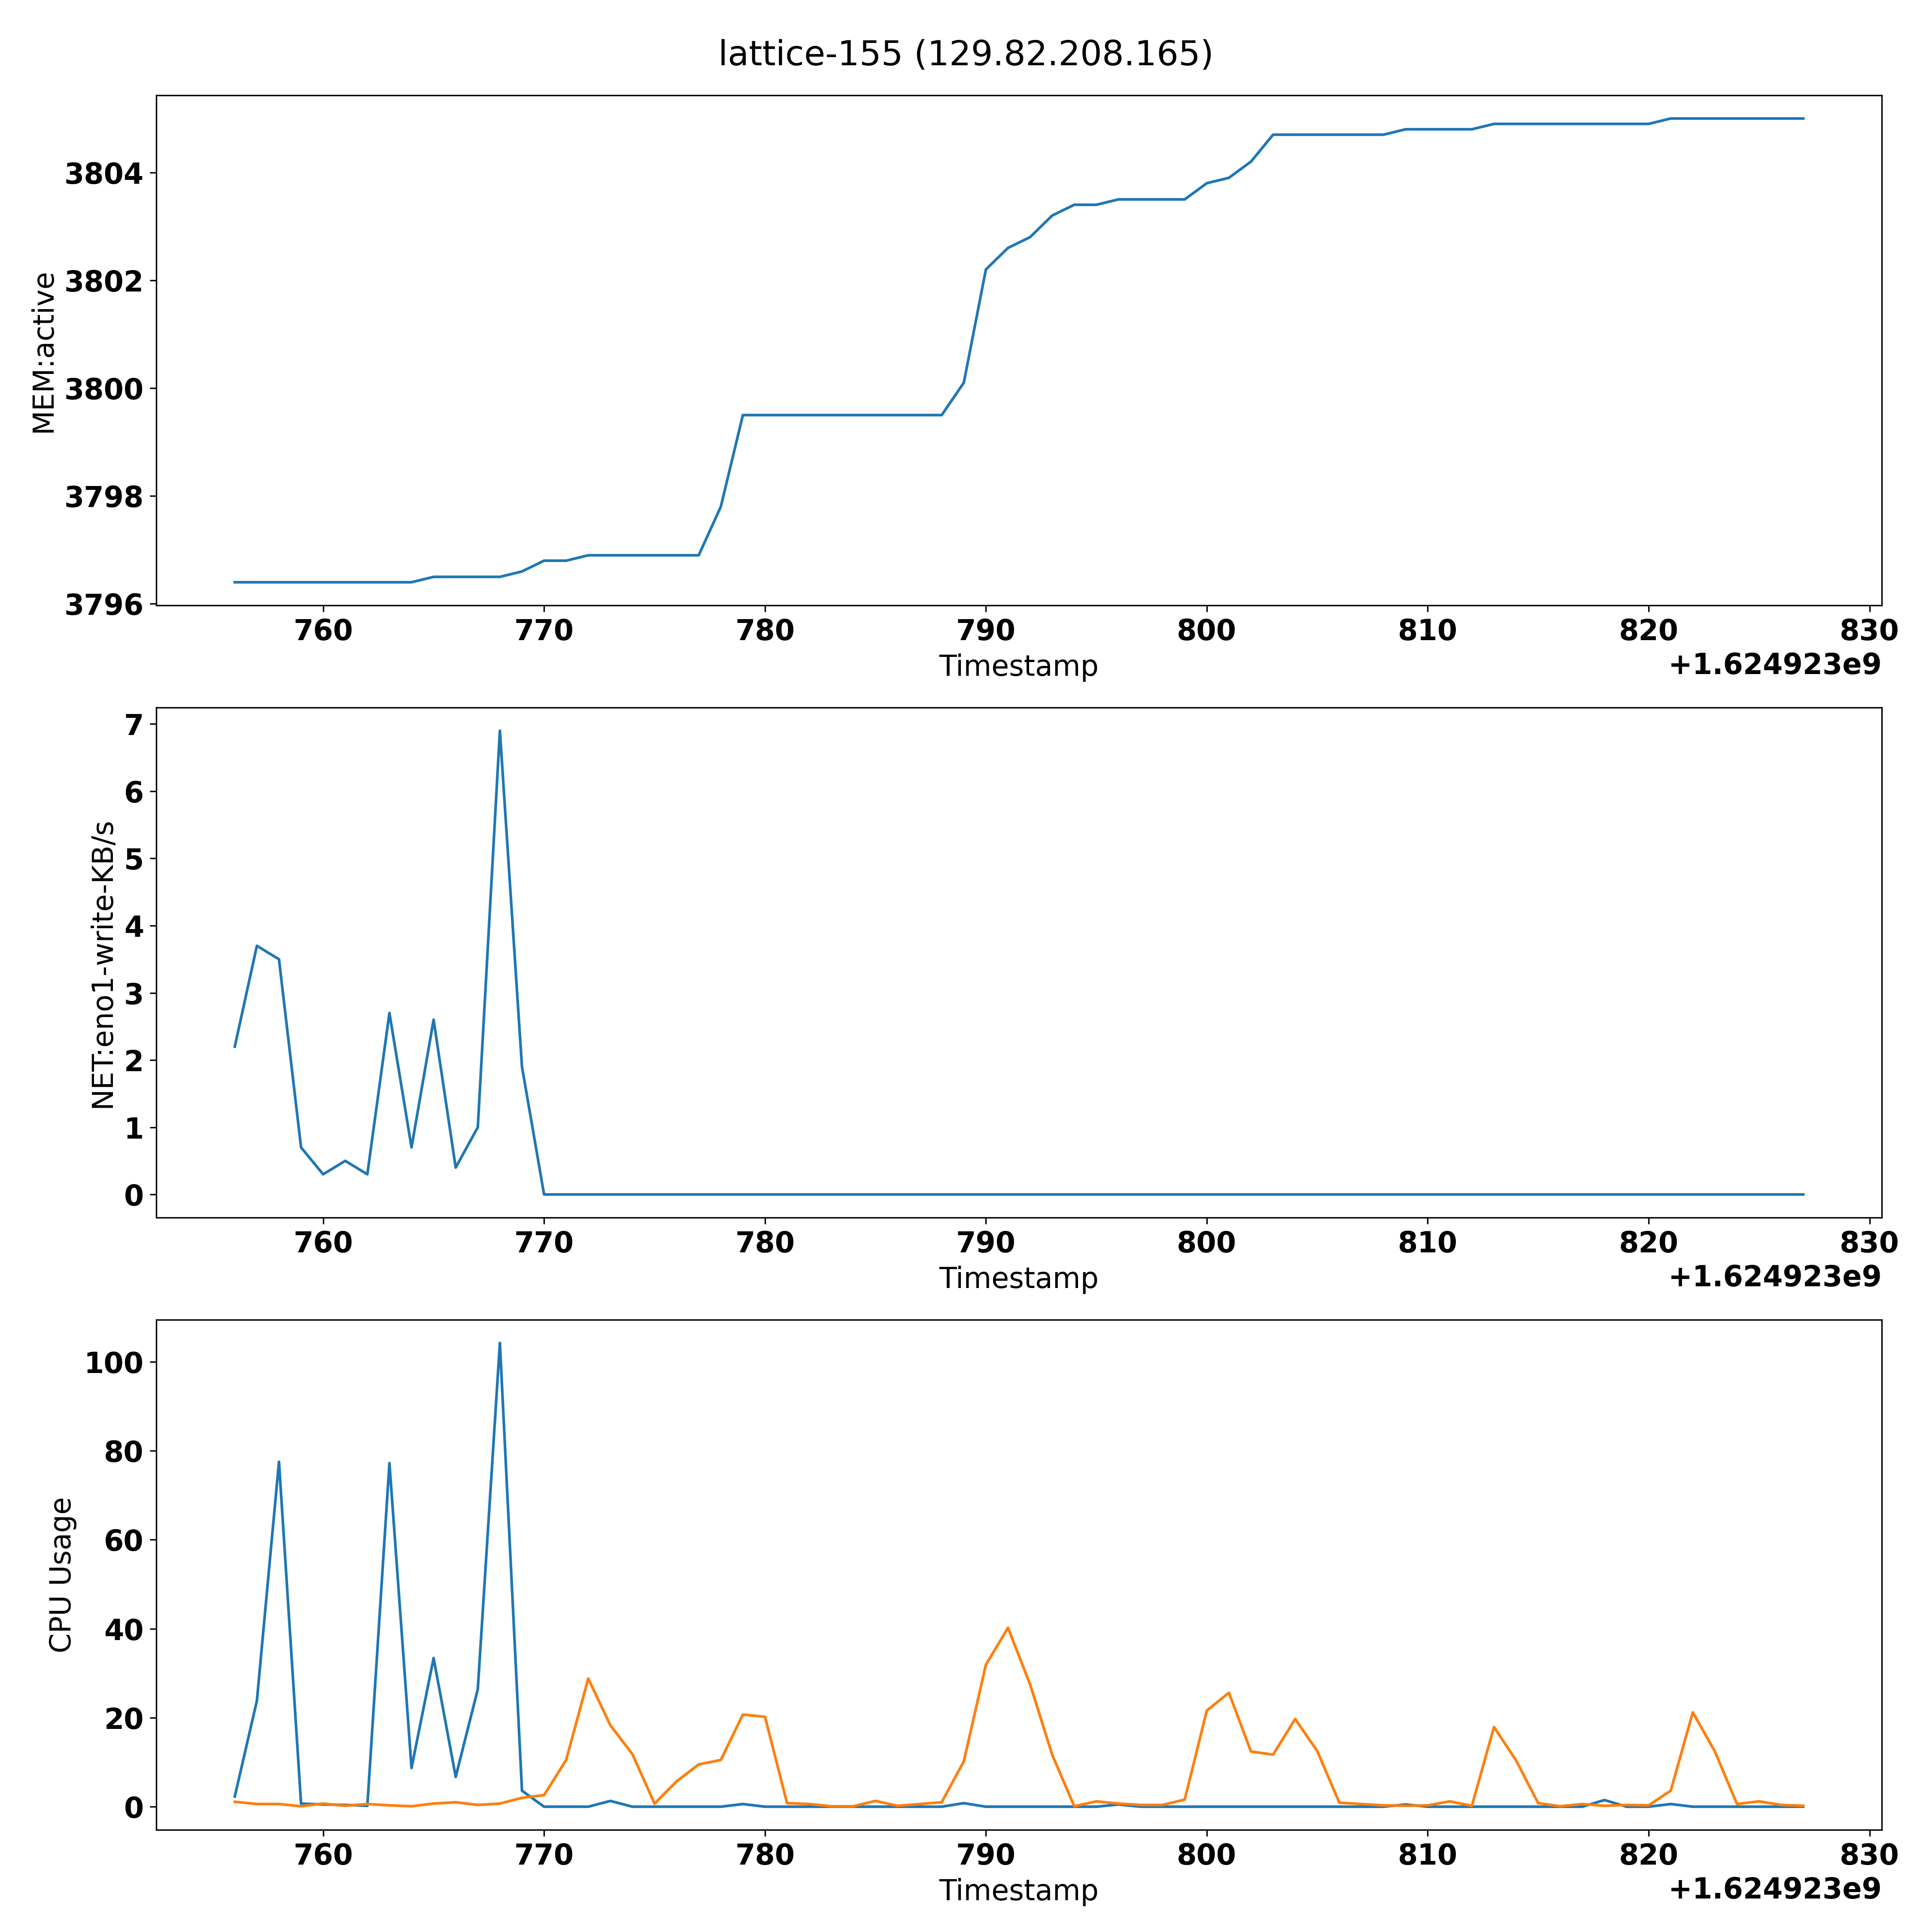 lattice-155 (129.82.208.165)
MEM:active
3804
3802
3800
3798
3796
760 770 780 790 800 810 820 830
Timestamp
+1.624923e9
NET:eno1-write-KB/s
7
6
5
4
3
2
1
0
760 770 780 790 800 810 820 830
Timestamp
+1.624923e9
CPU Usage
100
80
60
40
20
0
760 770 780 790 800 810 820 830
Timestamp
+1.624923e9